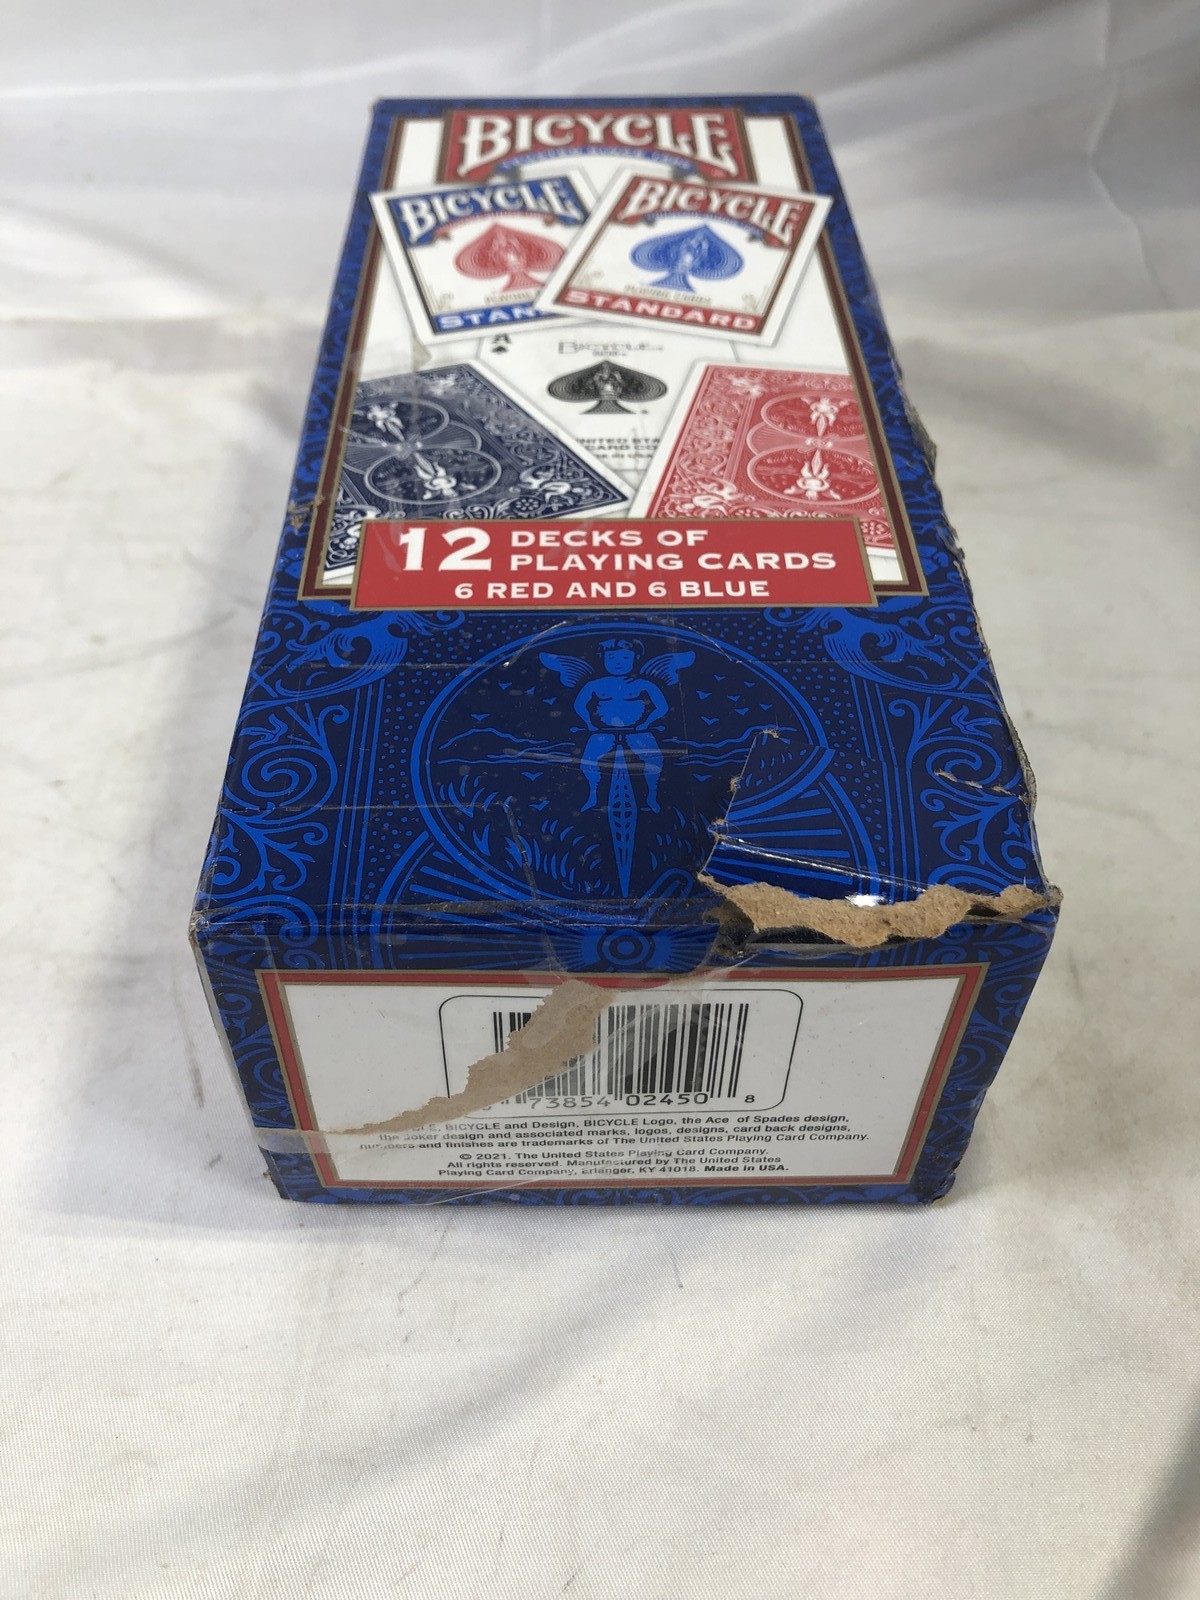 BICYCLE
BICYCLE
STAN
BICYCLE
PLAYING CARDS
STANDARD
A
12 DECKS OF
PLAYING CARDS
6 RED AND 6 BLUE
73854 02450 8
E, BICYCLE and Design, BICYCLE Logo, the Ace of Spades design,
the Joker design and associated marks, logos, designs, card back designs,
numbers and finishes are trademarks of The United States Playing Card Company.
© 2021. The United States Playing Card Company.
All rights reserved. Manufactured by The United States
Playing Card Company, Erlanger, KY 41018. Made in USA.